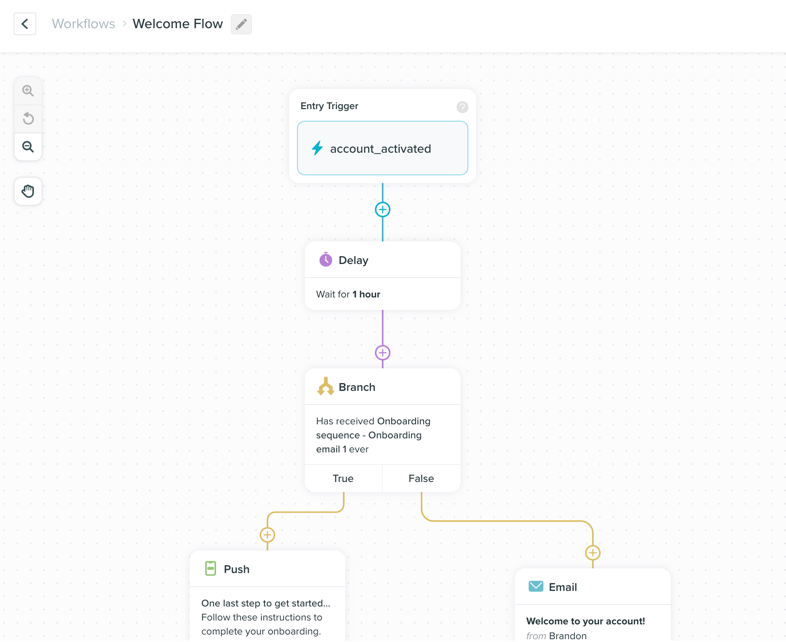 Workflows › Welcome Flow
Entry Trigger ?
account_activated
Delay
Wait for 1 hour
Branch
Has received Onboarding
sequence - Onboarding
email 1 ever
True False
Push
One last step to get started...
Follow these instructions to
complete your onboarding.
Email
Welcome to your account!
from Brandon